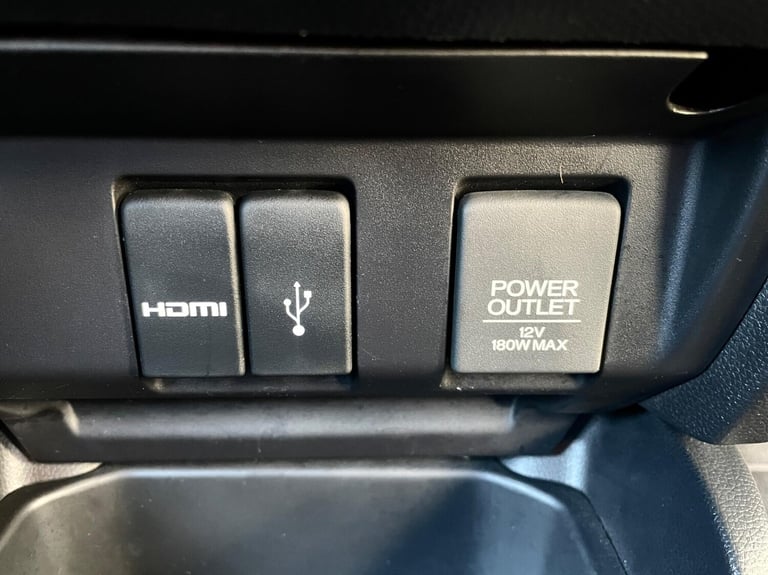 HDMI
POWER
OUTLET
12V
180W MAX